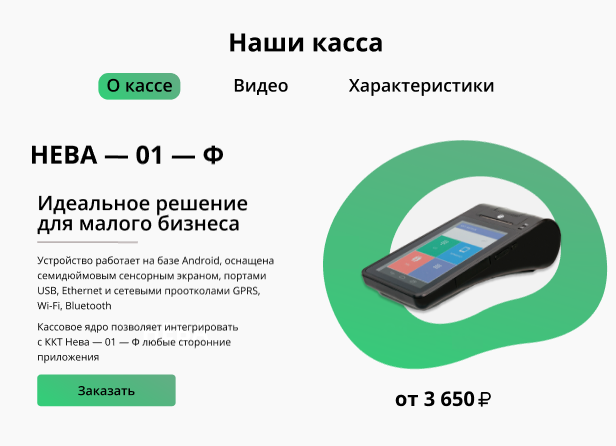 Наши касса
О кассе Видео Характеристики
НЕВА — 01 — Ф
Идеальное решение
для малого бизнеса
Устройство работает на базе Android, оснащена
семидюймовым сенсорным экраном, портами
USB, Ethernet и сетевыми проотколами GPRS,
Wi-Fi, Bluetooth
Кассовое ядро позволяет интегрировать
с ККТ Нева — 01 — Ф любые сторонние
приложения
Заказать
от 3 650 ₽